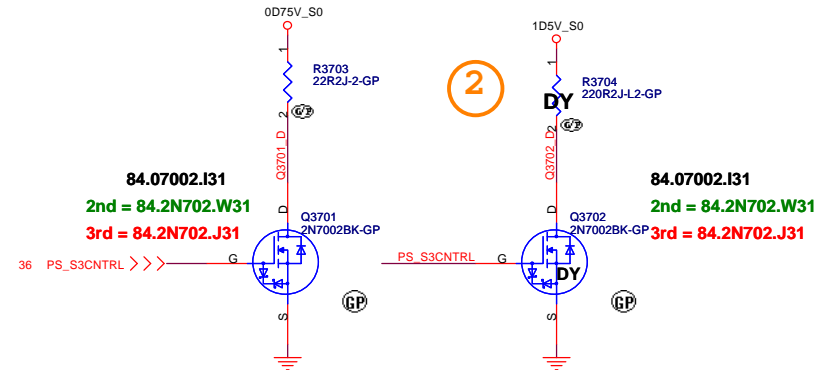 0D75V_S0
1
R3703
22R2J-2-GP
2
G/P
Q3701_D
84.07002.I31
2nd = 84.2N702.W31
3rd = 84.2N702.J31
D
Q3701
2N7002BK-GP
36 PS_S3CNTRL
G
GP
S
2
1D5V_S0
1
R3704
220R2J-L2-GP
DY
2
G/P
Q3702_D
D
Q3702
2N7002BK-GP
84.07002.I31
2nd = 84.2N702.W31
3rd = 84.2N702.J31
PS_S3CNTRL
G
DY
GP
S